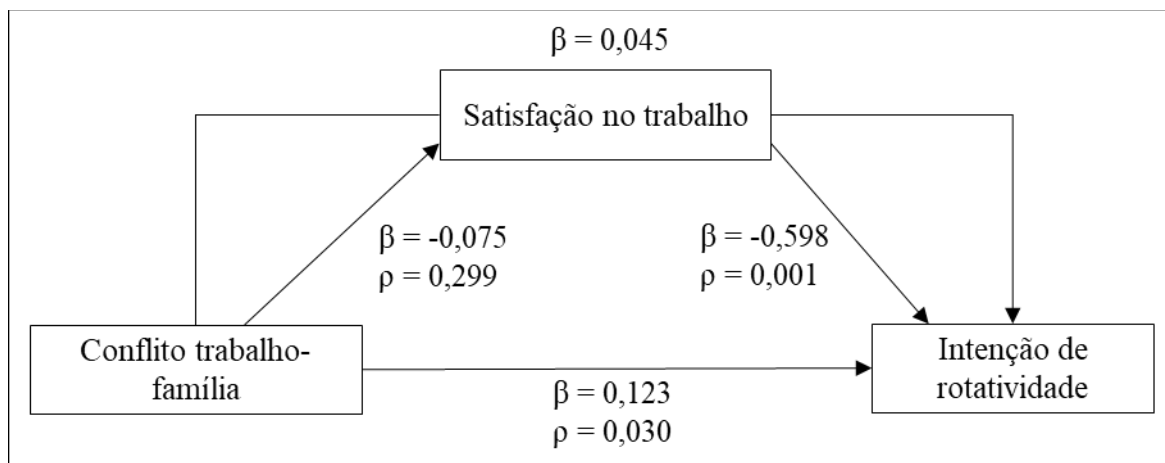 β = 0,045
Satisfação no trabalho
β = -0,075
ρ = 0,299
β = -0,598
ρ = 0,001
Conflito trabalho-
família
Intenção de
rotatividade
β = 0,123
ρ = 0,030